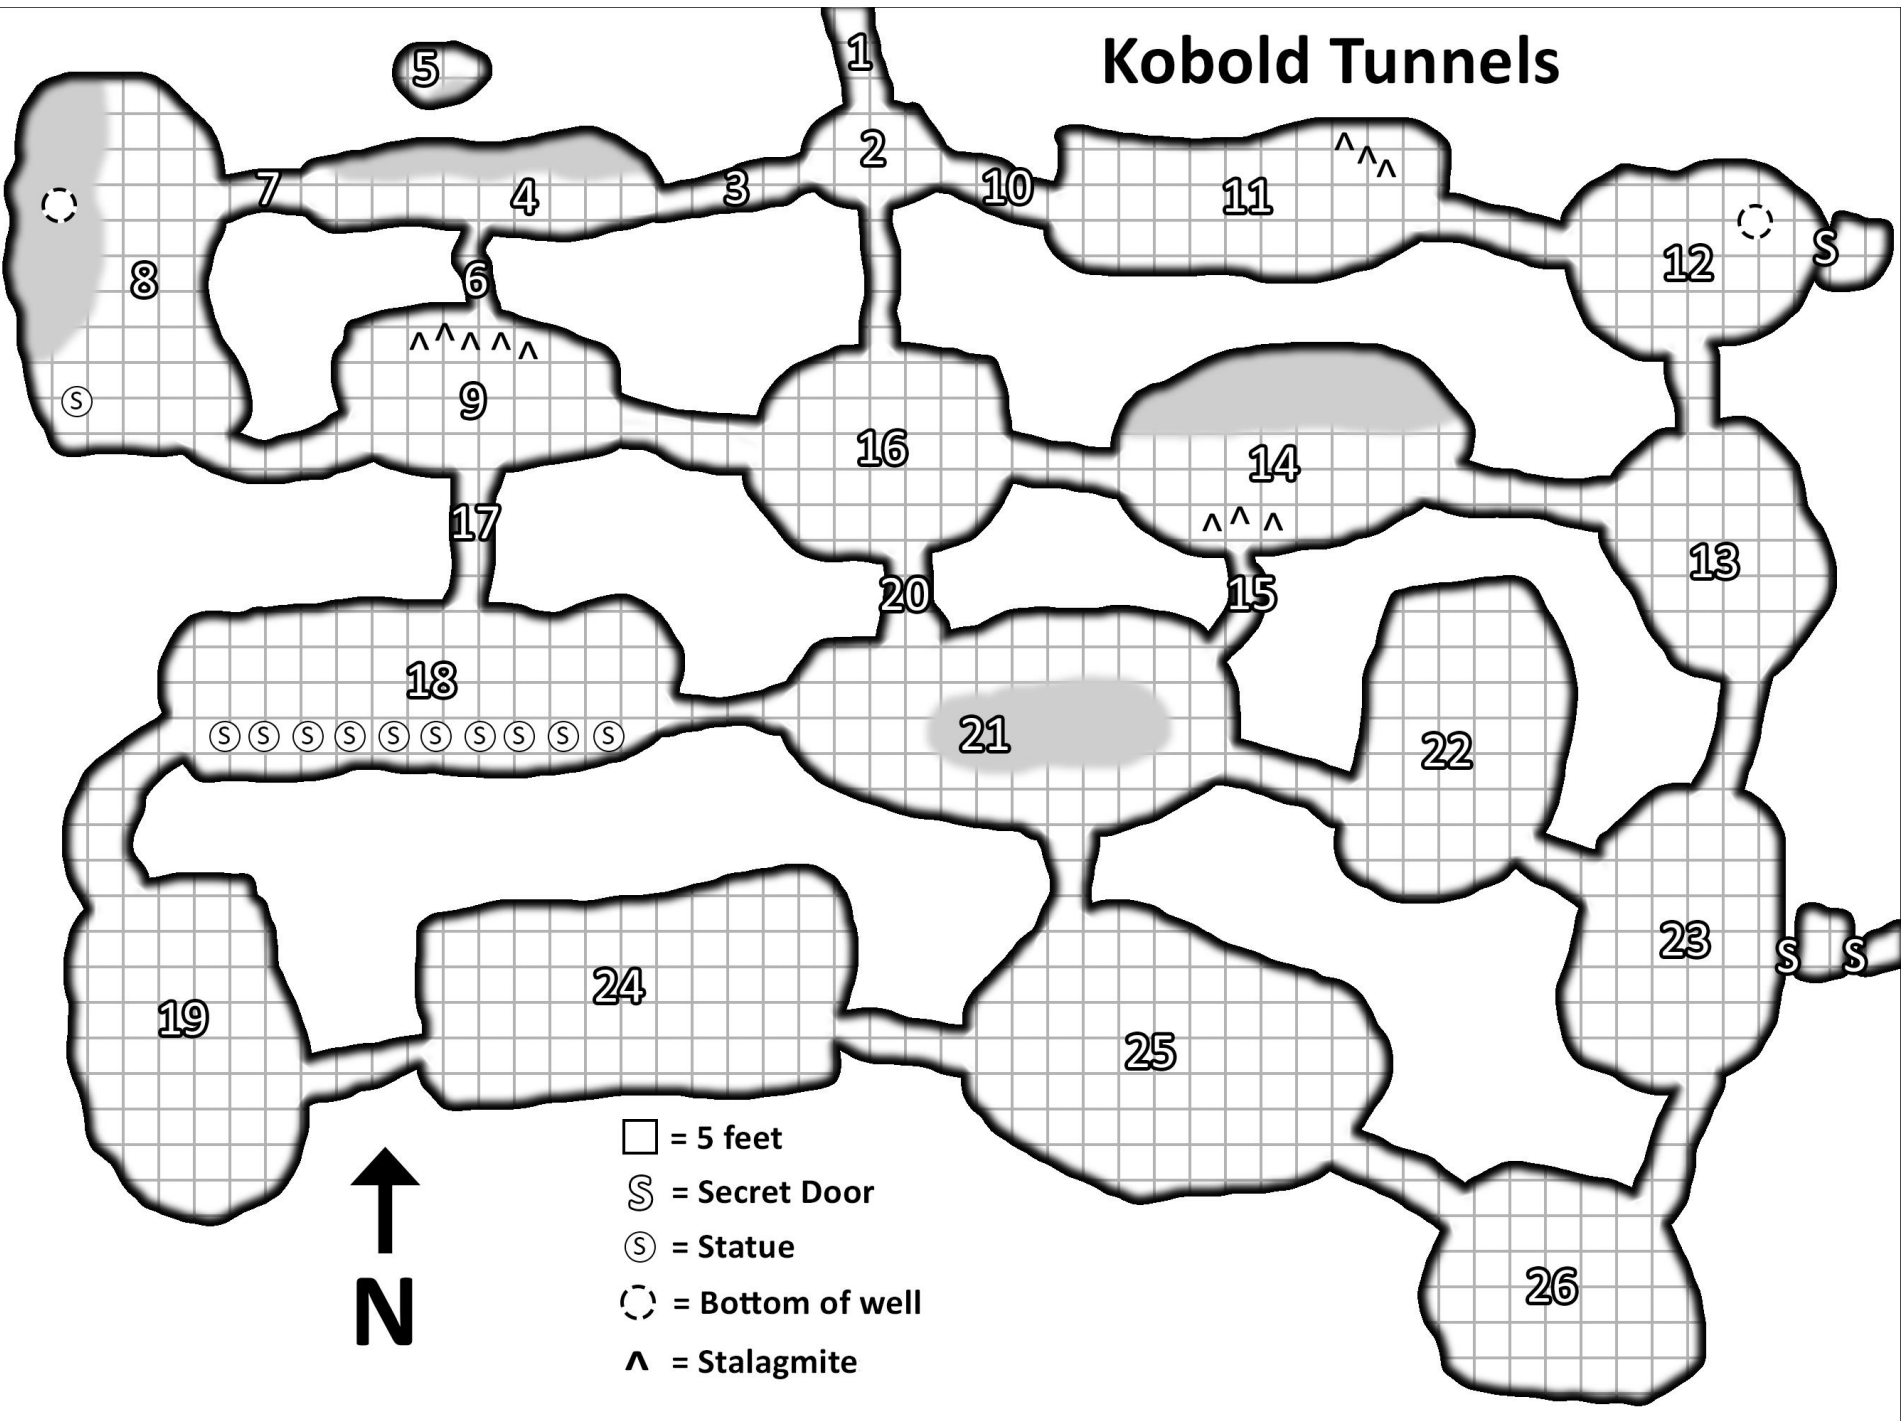 Kobold Tunnels
1
5
2
7
4
3
10
11
8
6
12
S
9
S
16
14
17
13
20
15
18
21
22
S S S S S S S S S S
23
S
S
24
19
25
26
= 5 feet
S = Secret Door
S = Statue
= Bottom of well
^ = Stalagmite
N